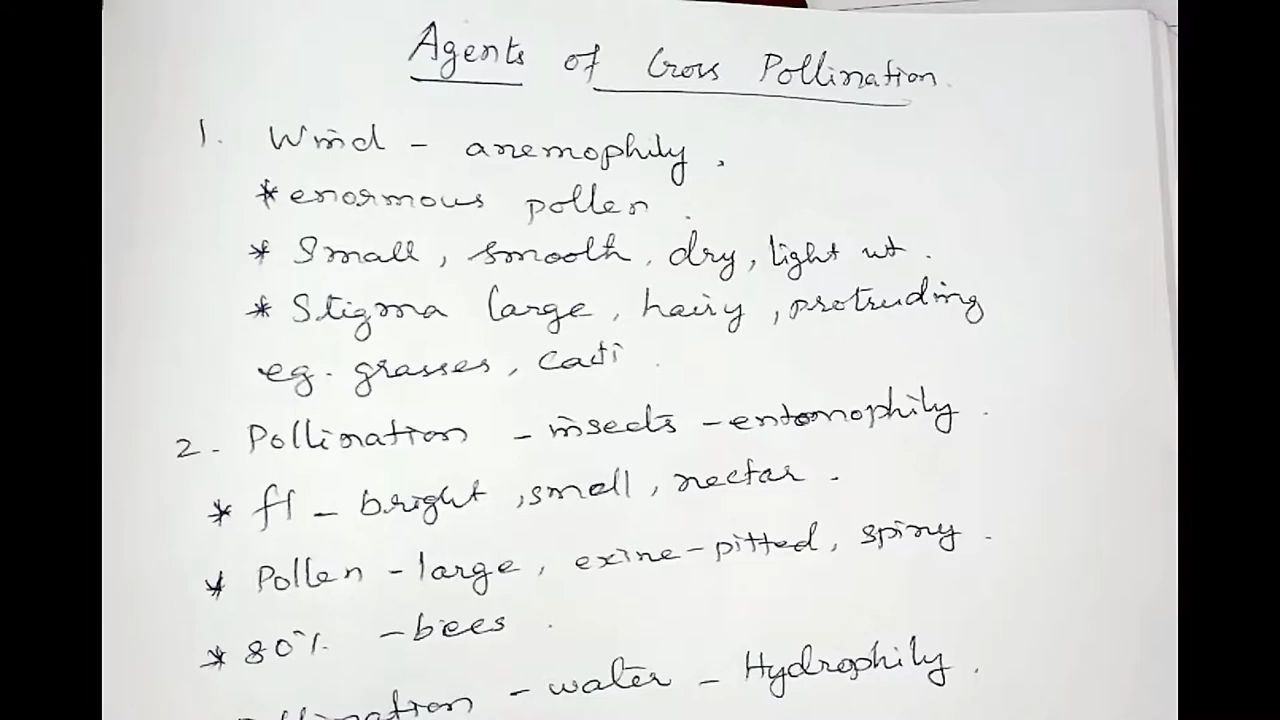 Agents of Cross Pollination.
1. Wind - anemophily.
* enormous pollen.
* Small, smooth, dry, light wt.
* Stigma large, hairy, protruding
eg. grasses, cacti.
2. Pollination - insects - entomophily.
* fl - bright, smell, nectar.
* Pollen - large, exine - pitted, spiny.
* 80% - bees.
Pollination - water - Hydrophily.